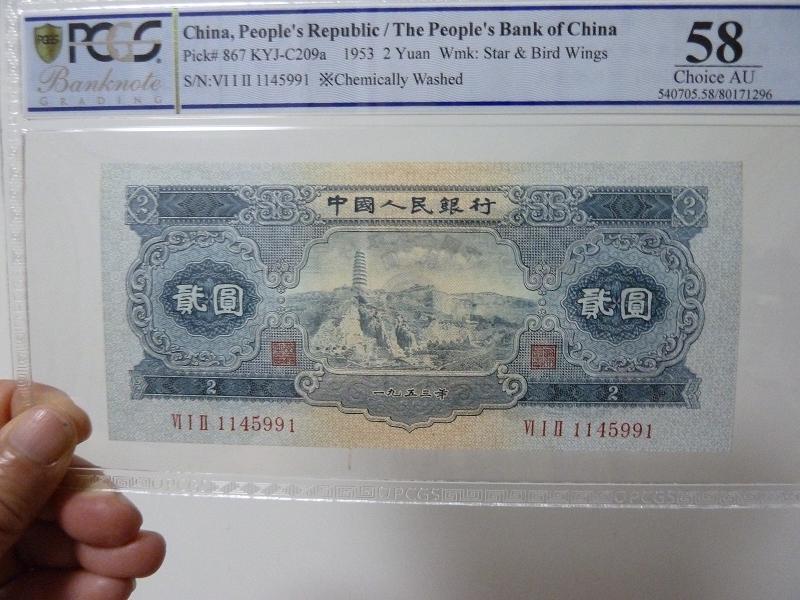 PCGS
Banknote
GRADING
China, People's Republic / The People's Bank of China
Pick# 867 KYJ-C209a 1953 2 Yuan Wmk: Star & Bird Wings
S/N:VI I II 1145991 ※Chemically Washed
58
Choice AU
540705.58/80171296
中國人民銀行
2
2
貳圓
貳圓
一九五三年
2
2
VI I II 1145991
VI I II 1145991
PCGS
PCGS